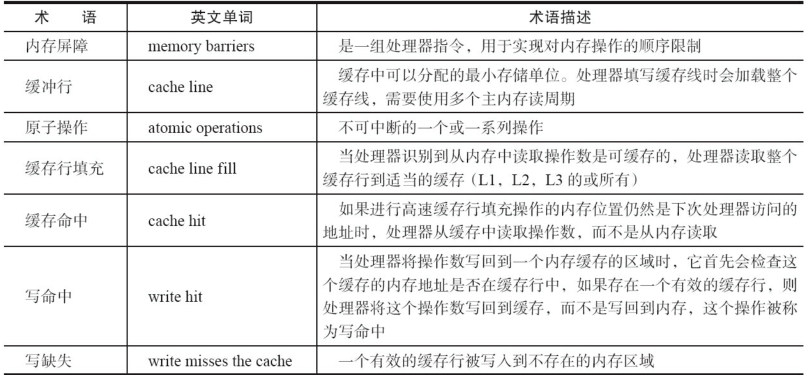 术 语 英文单词 术语描述
内存屏障 memory barriers 是一组处理器指令，用于实现对内存操作的顺序限制
缓冲行 cache line 缓存中可以分配的最小存储单位。处理器填写缓存线时会加载整个
缓存线，需要使用多个主内存读周期
原子操作 atomic operations 不可中断的一个或一系列操作
缓存行填充 cache line fill 当处理器识别到从内存中读取操作数是可缓存的，处理器读取整个
缓存行到适当的缓存（L1，L2，L3 的或所有）
缓存命中 cache hit 如果进行高速缓存行填充操作的内存位置仍然是下次处理器访问的
地址时，处理器从缓存中读取操作数，而不是从内存读取
写命中 write hit 当处理器将操作数写回到一个内存缓存的区域时，它首先会检查这
个缓存的内存地址是否在缓存行中，如果存在一个有效的缓存行，则
处理器将这个操作数写回到缓存，而不是写回到内存，这个操作被称
为写命中
写缺失 write misses the cache 一个有效的缓存行被写入到不存在的内存区域